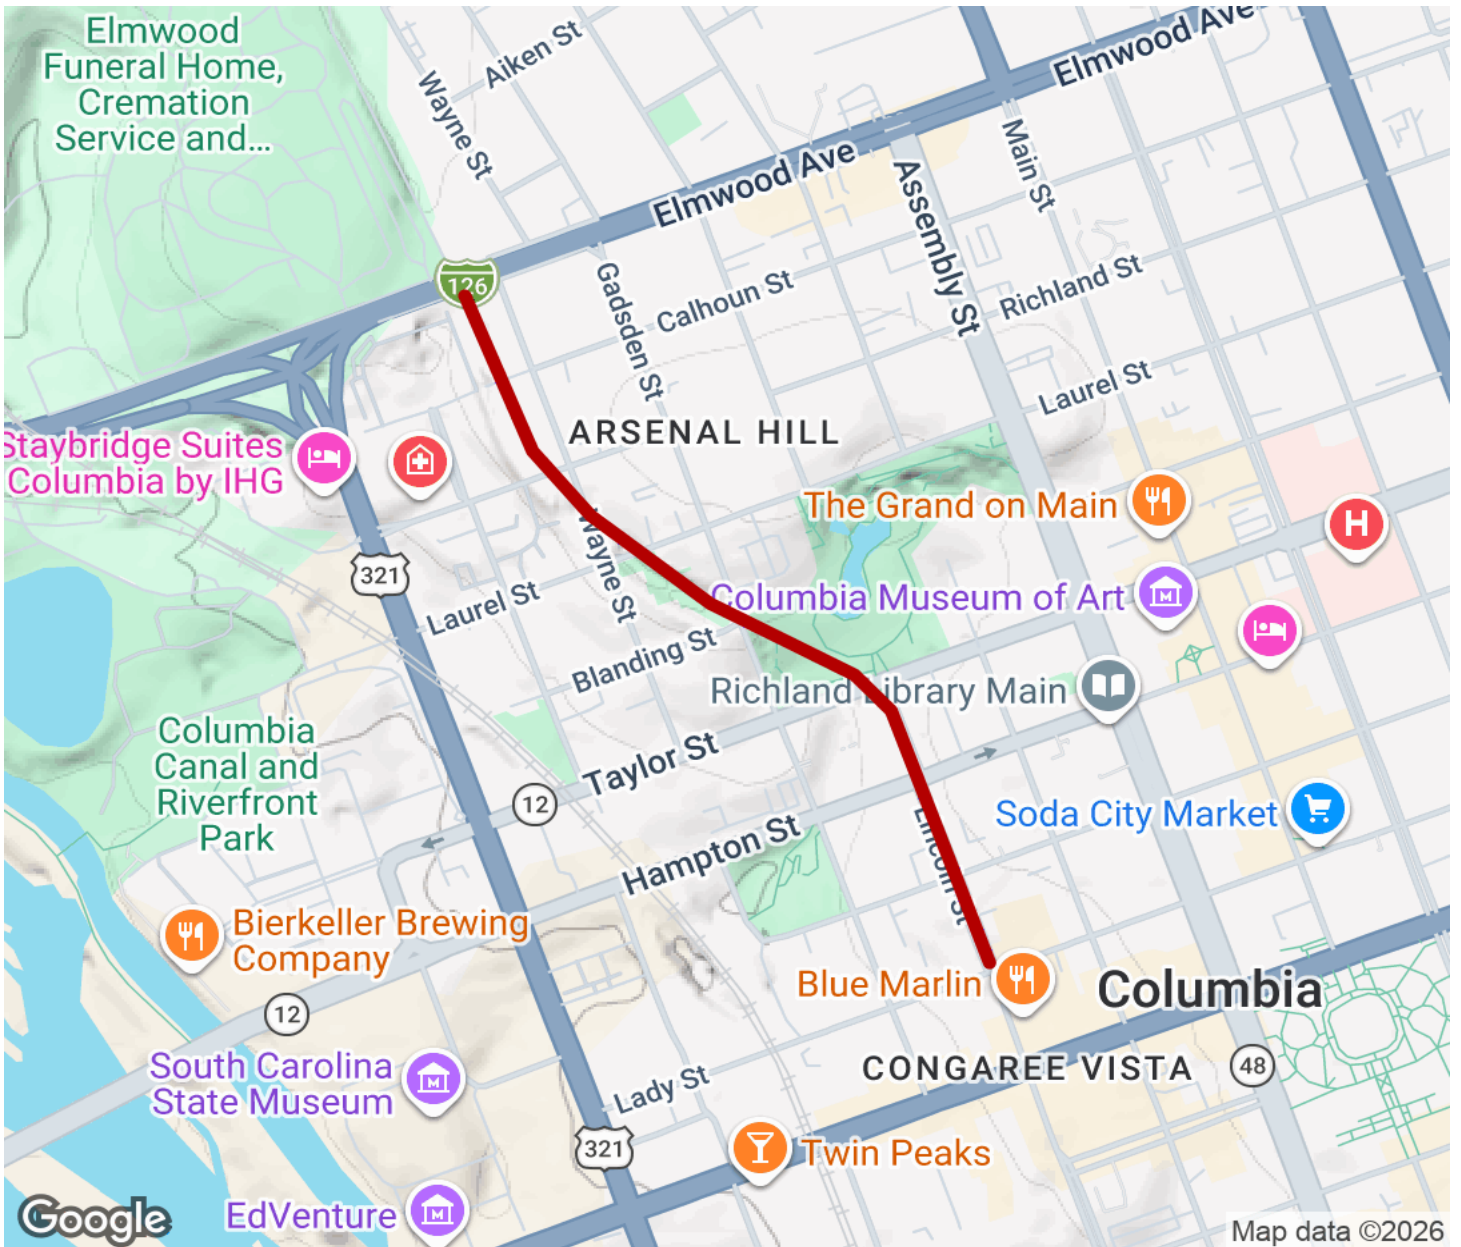 Elmwood
Funeral Home,
Cremation
Service and...
Aiken St
Wayne St
Elmwood Ave
Elmwood Ave
Assembly St
Main St
126
Gadsden St
Calhoun St
Richland St
Laurel St
ARSENAL HILL
Staybridge Suites
Columbia by IHG
The Grand on Main
H
321
Wayne St
Laurel St
Columbia Museum of Art
Blanding St
Richland Library Main
Columbia
Canal and
Riverfront
Park
Taylor St
12
Hampton St
Lincoln St
Soda City Market
Bierkeller Brewing
Company
Blue Marlin
Columbia
12
South Carolina
State Museum
CONGAREE VISTA
48
Lady St
321
Twin Peaks
EdVenture
Google
Map data ©2026